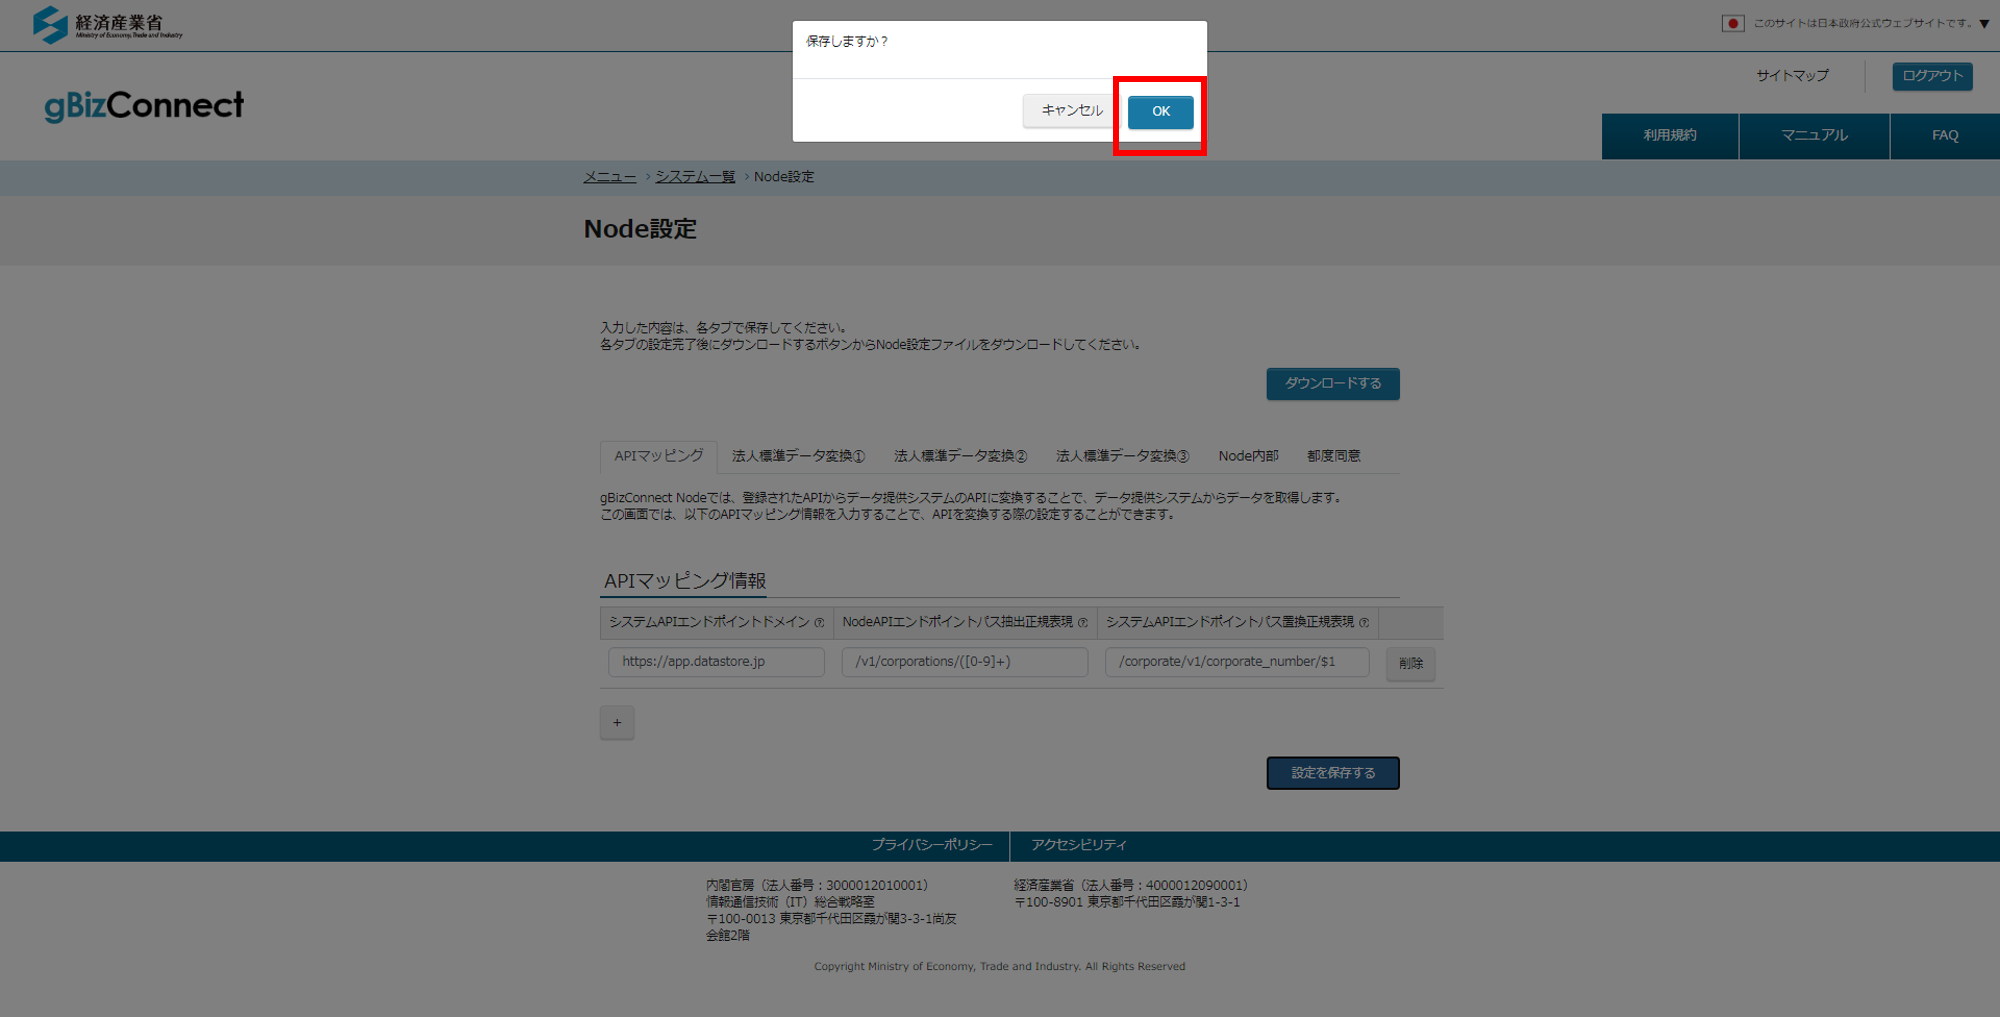 経済産業省
Ministry of Economy, Trade and Industry
このサイトは日本政府公式ウェブサイトです。▼
保存しますか？
キャンセル
OK
サイトマップ
ログアウト
gBizConnect
利用規約
マニュアル
FAQ
メニュー › システム一覧 › Node設定
Node設定
入力した内容は、各タブで保存してください。
各タブの設定完了後にダウンロードするボタンからNode設定ファイルをダウンロードしてください。
ダウンロードする
APIマッピング 法人標準データ変換① 法人標準データ変換② 法人標準データ変換③ Node内部 都度同意
gBizConnect Nodeでは、登録されたAPIからデータ提供システムのAPIに変換することで、データ提供システムからデータを取得します。
この画面では、以下のAPIマッピング情報を入力することで、APIを変換する際の設定することができます。
APIマッピング情報
システムAPIエンドポイントドメイン ? NodeAPIエンドポイントパス抽出正規表現 ? システムAPIエンドポイントパス置換正規表現 ?
https://app.datastore.jp /v1/corporations/([0-9]+) /corporate/v1/corporate_number/$1 削除
+
設定を保存する
プライバシーポリシー
アクセシビリティ
内閣官房（法人番号：3000012010001）
情報通信技術（IT）総合戦略室
〒100-0013 東京都千代田区霞が関3-3-1尚友
会館2階
経済産業省（法人番号：4000012090001）
〒100-8901 東京都千代田区霞が関1-3-1
Copyright Ministry of Economy, Trade and Industry. All Rights Reserved